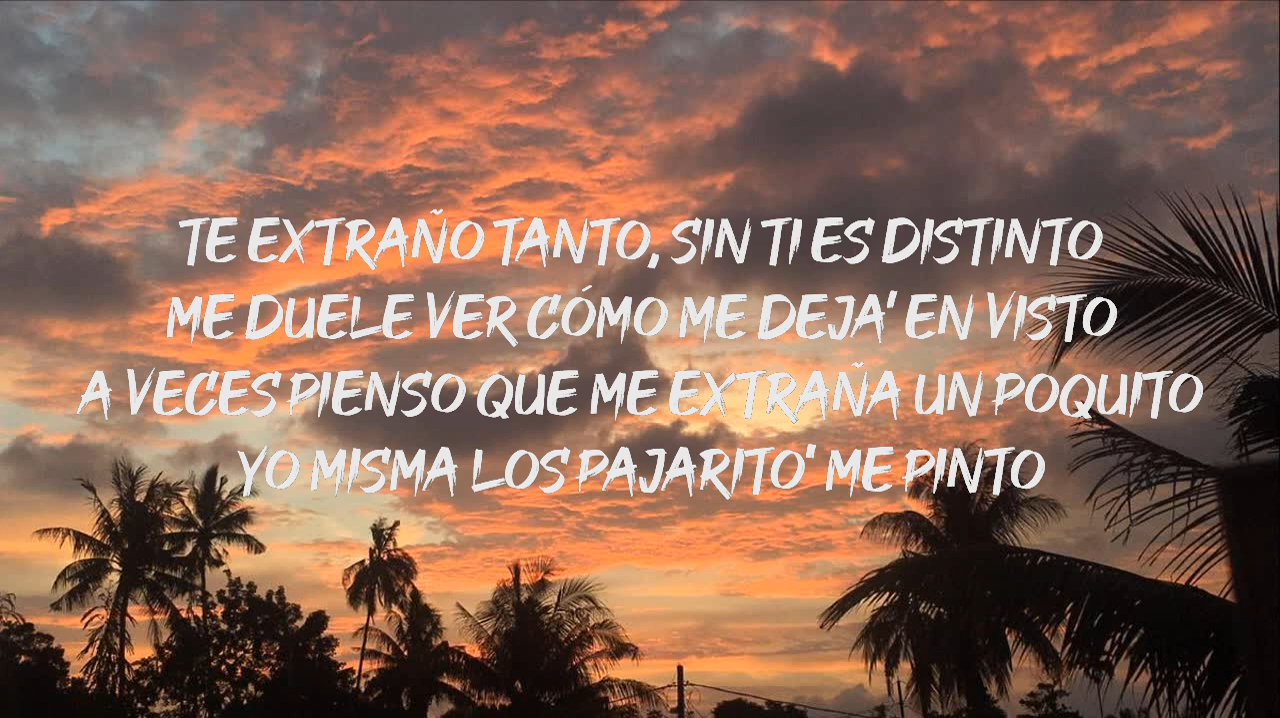 TE EXTRAÑO TANTO, SIN TI ES DISTINTO
ME DUELE VER CÓMO ME DEJA' EN VISTO
A VECES PIENSO QUE ME EXTRAÑA UN POQUITO
YO MISMA LOS PAJARITO' ME PINTO